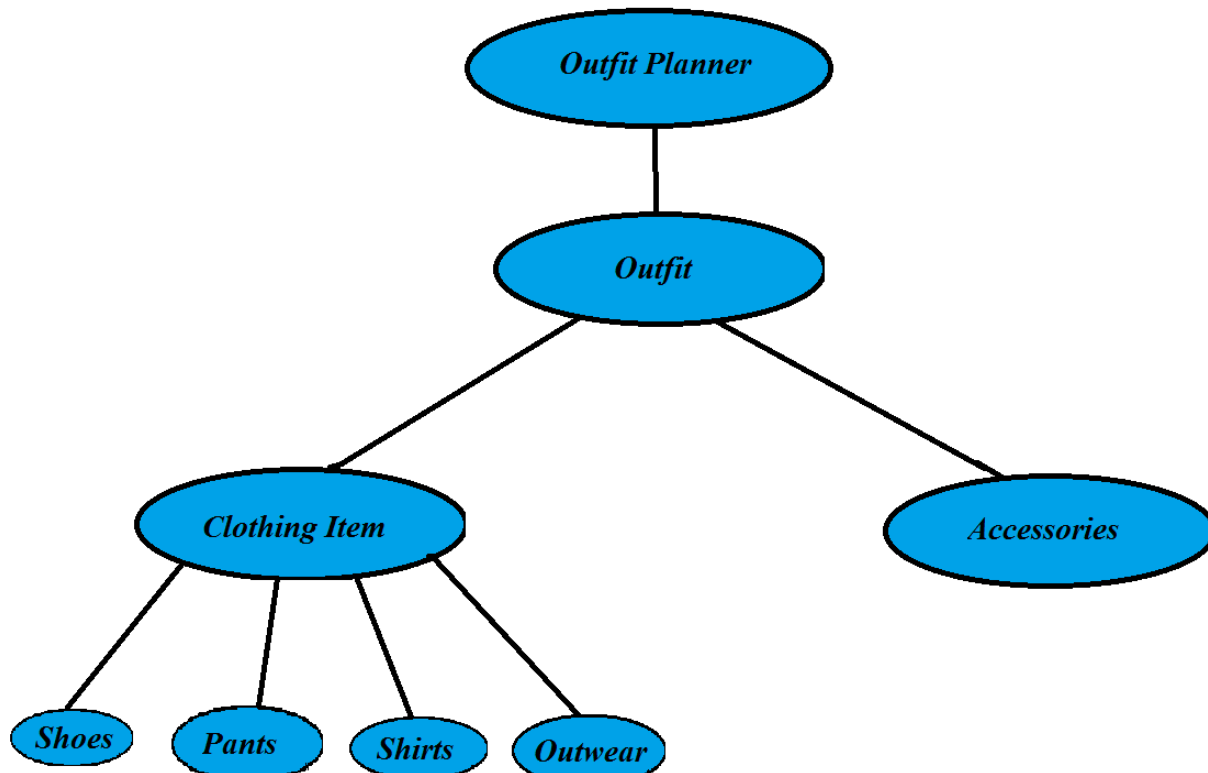 Outfit Planner
Outfit
Clothing Item
Accessories
Shoes
Pants
Shirts
Outwear